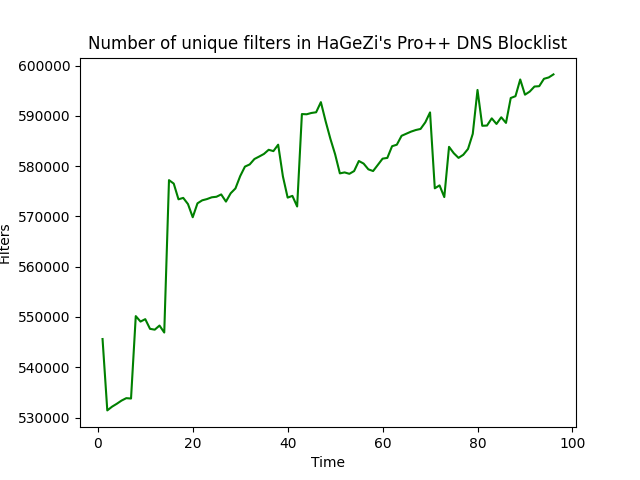 Number of unique filters in HaGeZi's Pro++ DNS Blocklist
600000
590000
580000
570000
560000
550000
540000
530000
Filters
0 20 40 60 80 100
Time